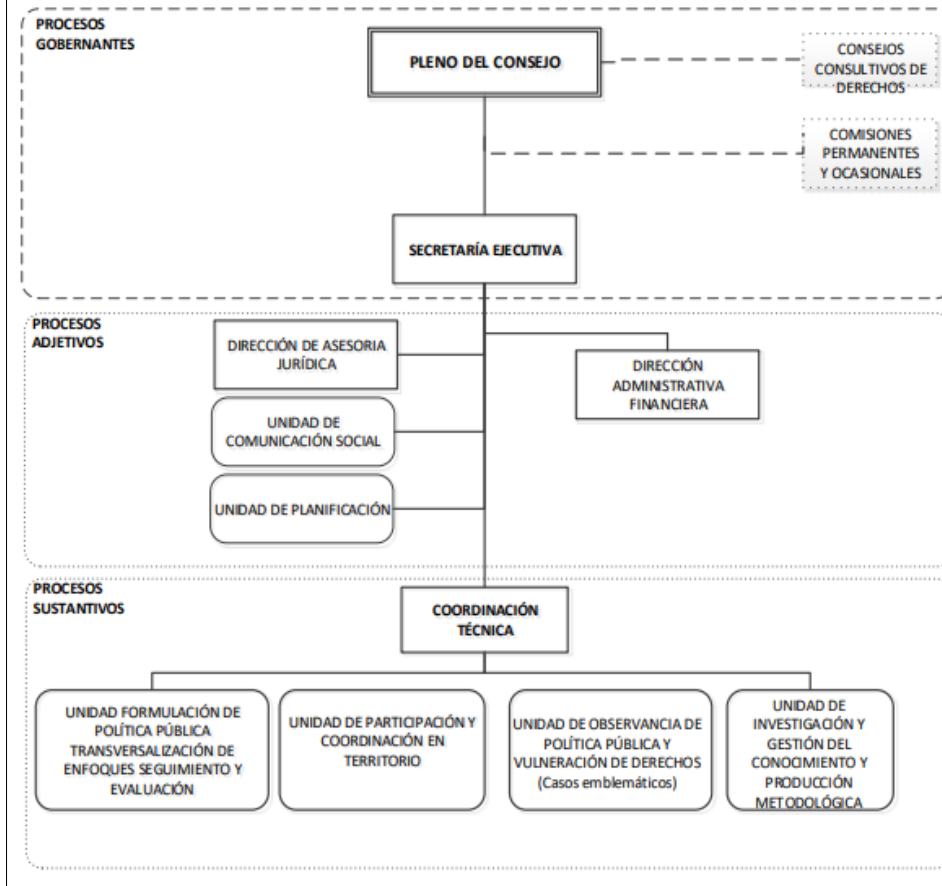 PROCESOS
GOBERNANTES
PLENO DEL CONSEJO
CONSEJOS
CONSULTIVOS DE
DERECHOS
COMISIONES
PERMANENTES
Y OCASIONALES
SECRETARÍA EJECUTIVA
PROCESOS
ADJETIVOS
DIRECCIÓN DE ASESORIA
JURÍDICA
DIRECCIÓN
ADMINISTRATIVA
FINANCIERA
UNIDAD DE
COMUNICACIÓN SOCIAL
UNIDAD DE PLANIFICACIÓN
PROCESOS
SUSTANTIVOS
COORDINACIÓN
TÉCNICA
UNIDAD FORMULACIÓN DE
POLÍTICA PÚBLICA
TRANSVERSALIZACIÓN DE
ENFOQUES SEGUIMIENTO Y
EVALUACIÓN
UNIDAD DE PARTICIPACIÓN Y
COORDINACIÓN EN
TERRITORIO
UNIDAD DE OBSERVANCIA DE
POLÍTICA PÚBLICA Y
VULNERACIÓN DE DERECHOS
(Casos emblemáticos)
UNIDAD DE
INVESTIGACIÓN Y
GESTIÓN DEL
CONOCIMIENTO Y
PRODUCCIÓN
METODOLÓGICA